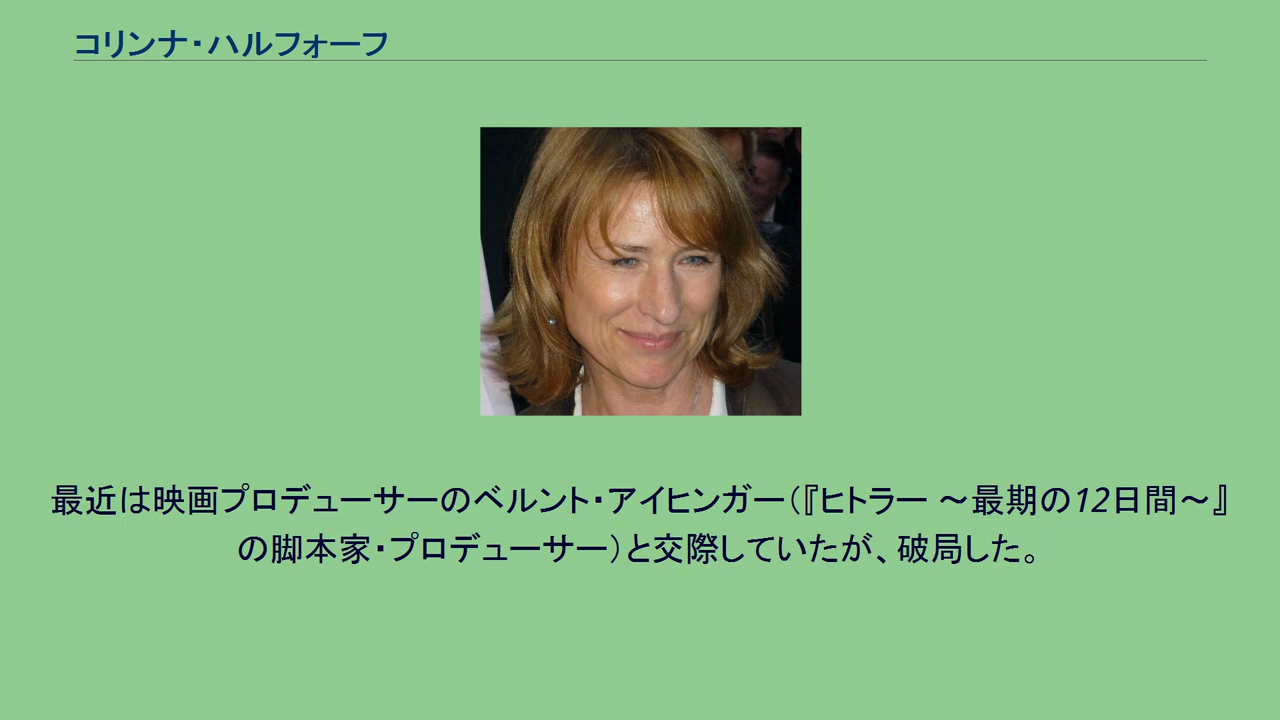 コリンナ・ハルフォーフ
最近は映画プロデューサーのベルント・アイヒンガー（『ヒトラー ～最期の12日間～』
の脚本家・プロデューサー）と交際していたが、破局した。